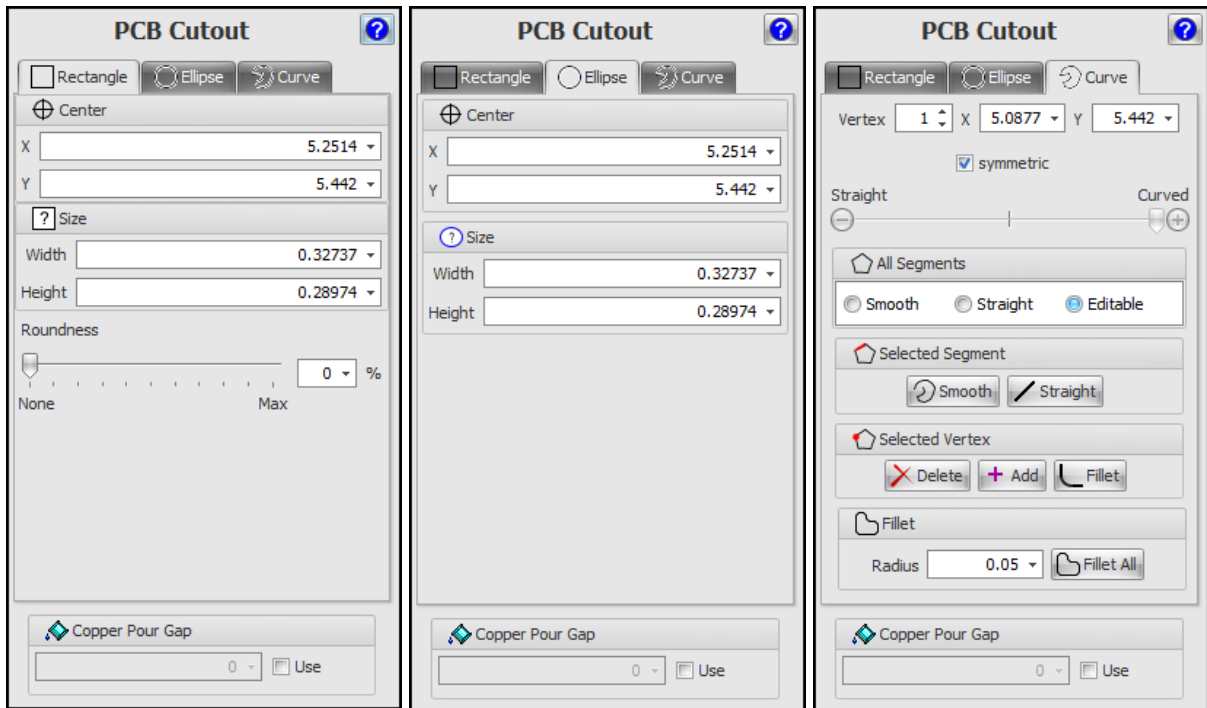 PCB Cutout ?
Rectangle Ellipse Curve
Center
X 5.2514
Y 5.442
? Size
Width 0.32737
Height 0.28974
Roundness
0 %
None Max
Copper Pour Gap
0 Use
PCB Cutout ?
Rectangle Ellipse Curve
Center
X 5.2514
Y 5.442
? Size
Width 0.32737
Height 0.28974
Copper Pour Gap
0 Use
PCB Cutout ?
Rectangle Ellipse Curve
Vertex 1 X 5.0877 Y 5.442
symmetric
Straight Curved
All Segments
Smooth Straight Editable
Selected Segment
Smooth Straight
Selected Vertex
Delete Add Fillet
Fillet
Radius 0.05 Fillet All
Copper Pour Gap
0 Use